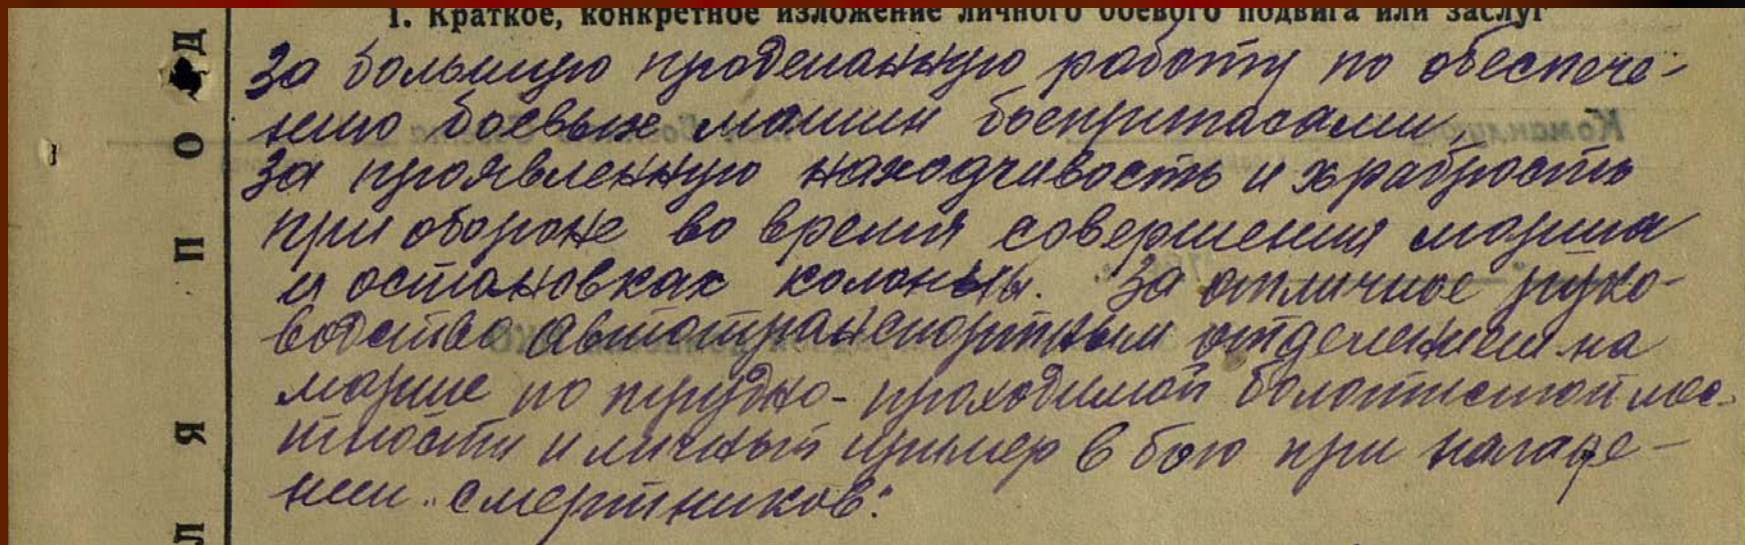 1. Краткое, конкретное изложение личного боевого подвига или заслуг
За большую проделанную работу по обеспече-
нию боевых машин боеприпасами,
За проявленную находчивость и храбрость
при обороне во время совершения марша
и остановках колонны. За отличное руко-
водство автотранспортным отделением на
марше по трудно-проходимой болотистой мес-
тности и личный пример в бою при нападе-
нии "смертников".
Д
О
П
Я
Л